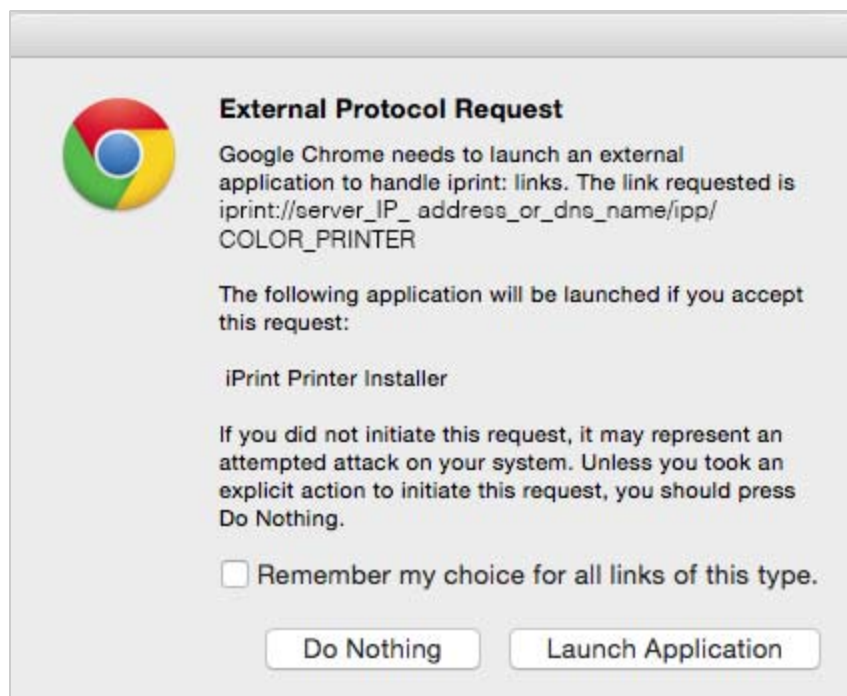 External Protocol Request
Google Chrome needs to launch an external
application to handle iprint: links. The link requested is
iprint://server_IP_ address_or_dns_name/ipp/
COLOR_PRINTER
The following application will be launched if you accept
this request:
iPrint Printer Installer
If you did not initiate this request, it may represent an
attempted attack on your system. Unless you took an
explicit action to initiate this request, you should press
Do Nothing.
Remember my choice for all links of this type.
Do Nothing Launch Application